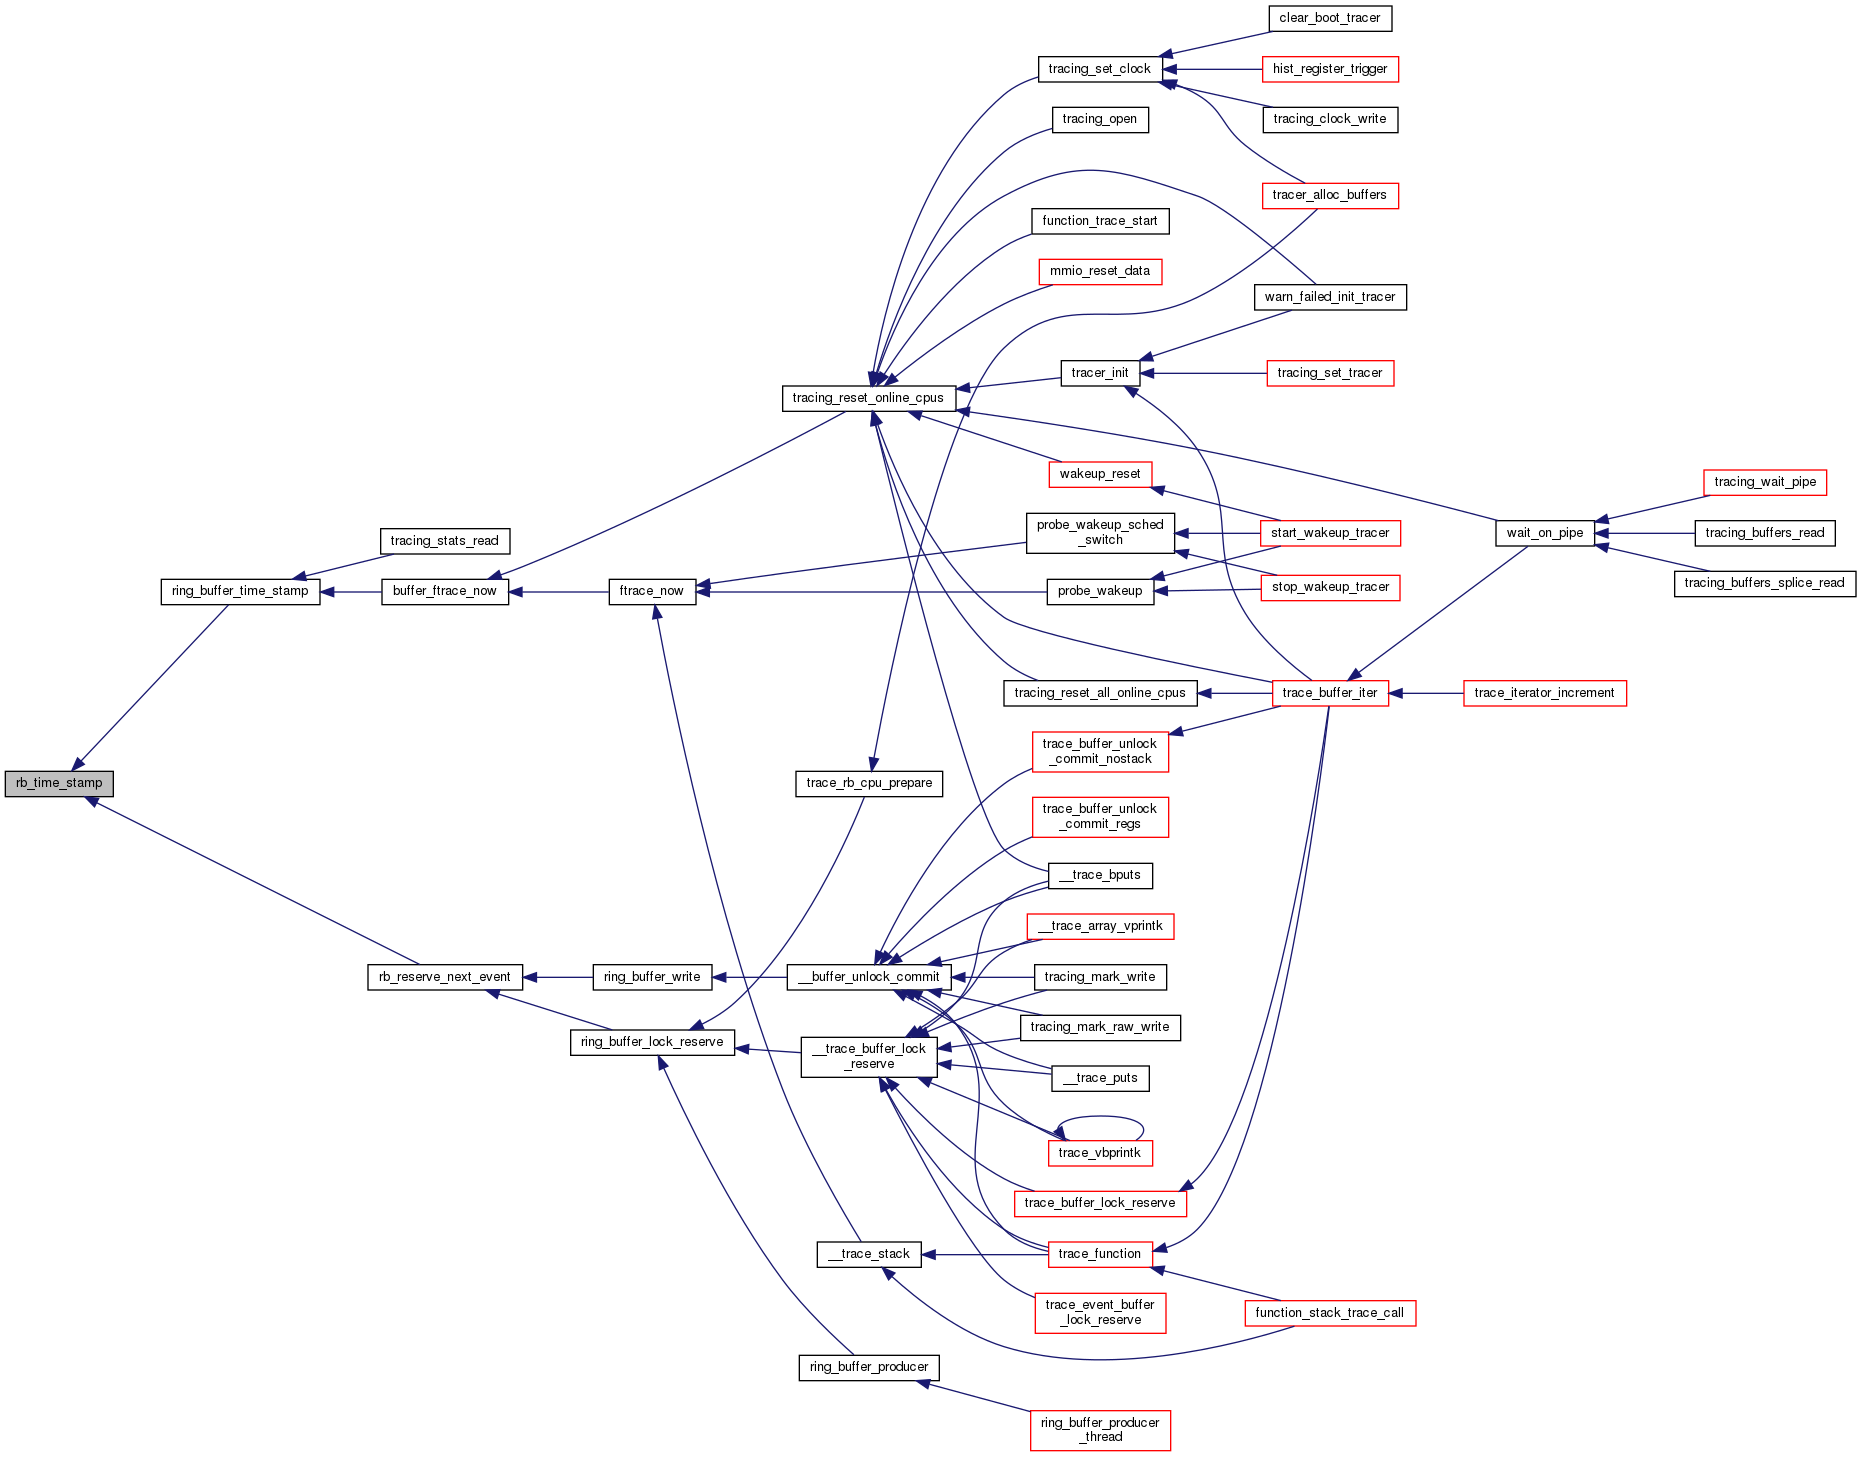 clear_boot_tracer
tracing_set_clock
hist_register_trigger
tracing_open
tracing_clock_write
tracer_alloc_buffers
function_trace_start
mmio_reset_data
warn_failed_init_tracer
tracer_init
tracing_set_tracer
tracing_reset_online_cpus
wakeup_reset
tracing_wait_pipe
probe_wakeup_sched
_switch
start_wakeup_tracer
wait_on_pipe
tracing_buffers_read
tracing_stats_read
tracing_buffers_splice_read
ring_buffer_time_stamp
buffer_ftrace_now
ftrace_now
probe_wakeup
stop_wakeup_tracer
tracing_reset_all_online_cpus
trace_buffer_iter
trace_iterator_increment
trace_buffer_unlock
_commit_nostack
rb_time_stamp
trace_rb_cpu_prepare
trace_buffer_unlock
_commit_regs
__trace_bputs
__trace_array_vprintk
rb_reserve_next_event
ring_buffer_write
__buffer_unlock_commit
tracing_mark_write
tracing_mark_raw_write
ring_buffer_lock_reserve
__trace_buffer_lock
_reserve
__trace_puts
trace_vbprintk
trace_buffer_lock_reserve
__trace_stack
trace_function
trace_event_buffer
_lock_reserve
function_stack_trace_call
ring_buffer_producer
ring_buffer_producer
_thread